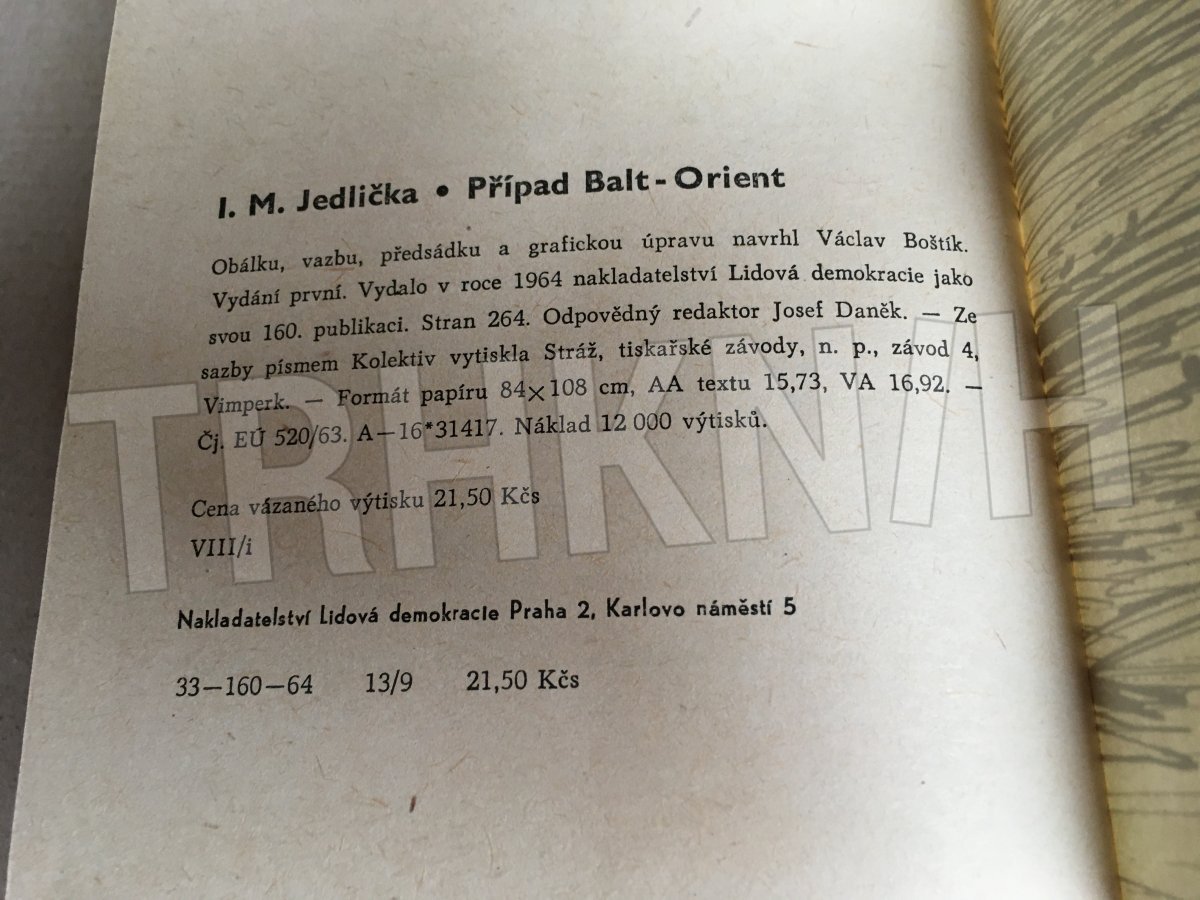 I. M. Jedlička • Případ Balt-Orient
Obálku, vazbu, předsádku a grafickou úpravu navrhl Václav Boštík.
Vydání první. Vydalo v roce 1964 nakladatelství Lidová demokracie jako
svou 160. publikaci. Stran 264. Odpovědný redaktor Josef Daněk. — Ze
sazby písmem Kolektiv vytiskla Stráž, tiskařské závody, n. p., závod 4,
Vimperk. — Formát papíru 84×108 cm, AA textu 15,73, VA 16,92. —
Čj. EÚ 520/63. A—16*31417. Náklad 12 000 výtisků.
Cena vázaného výtisku 21,50 Kčs
VIII/i
Nakladatelství Lidová demokracie Praha 2, Karlovo náměstí 5
33—160—64 13/9 21,50 Kčs
TRHKNIH